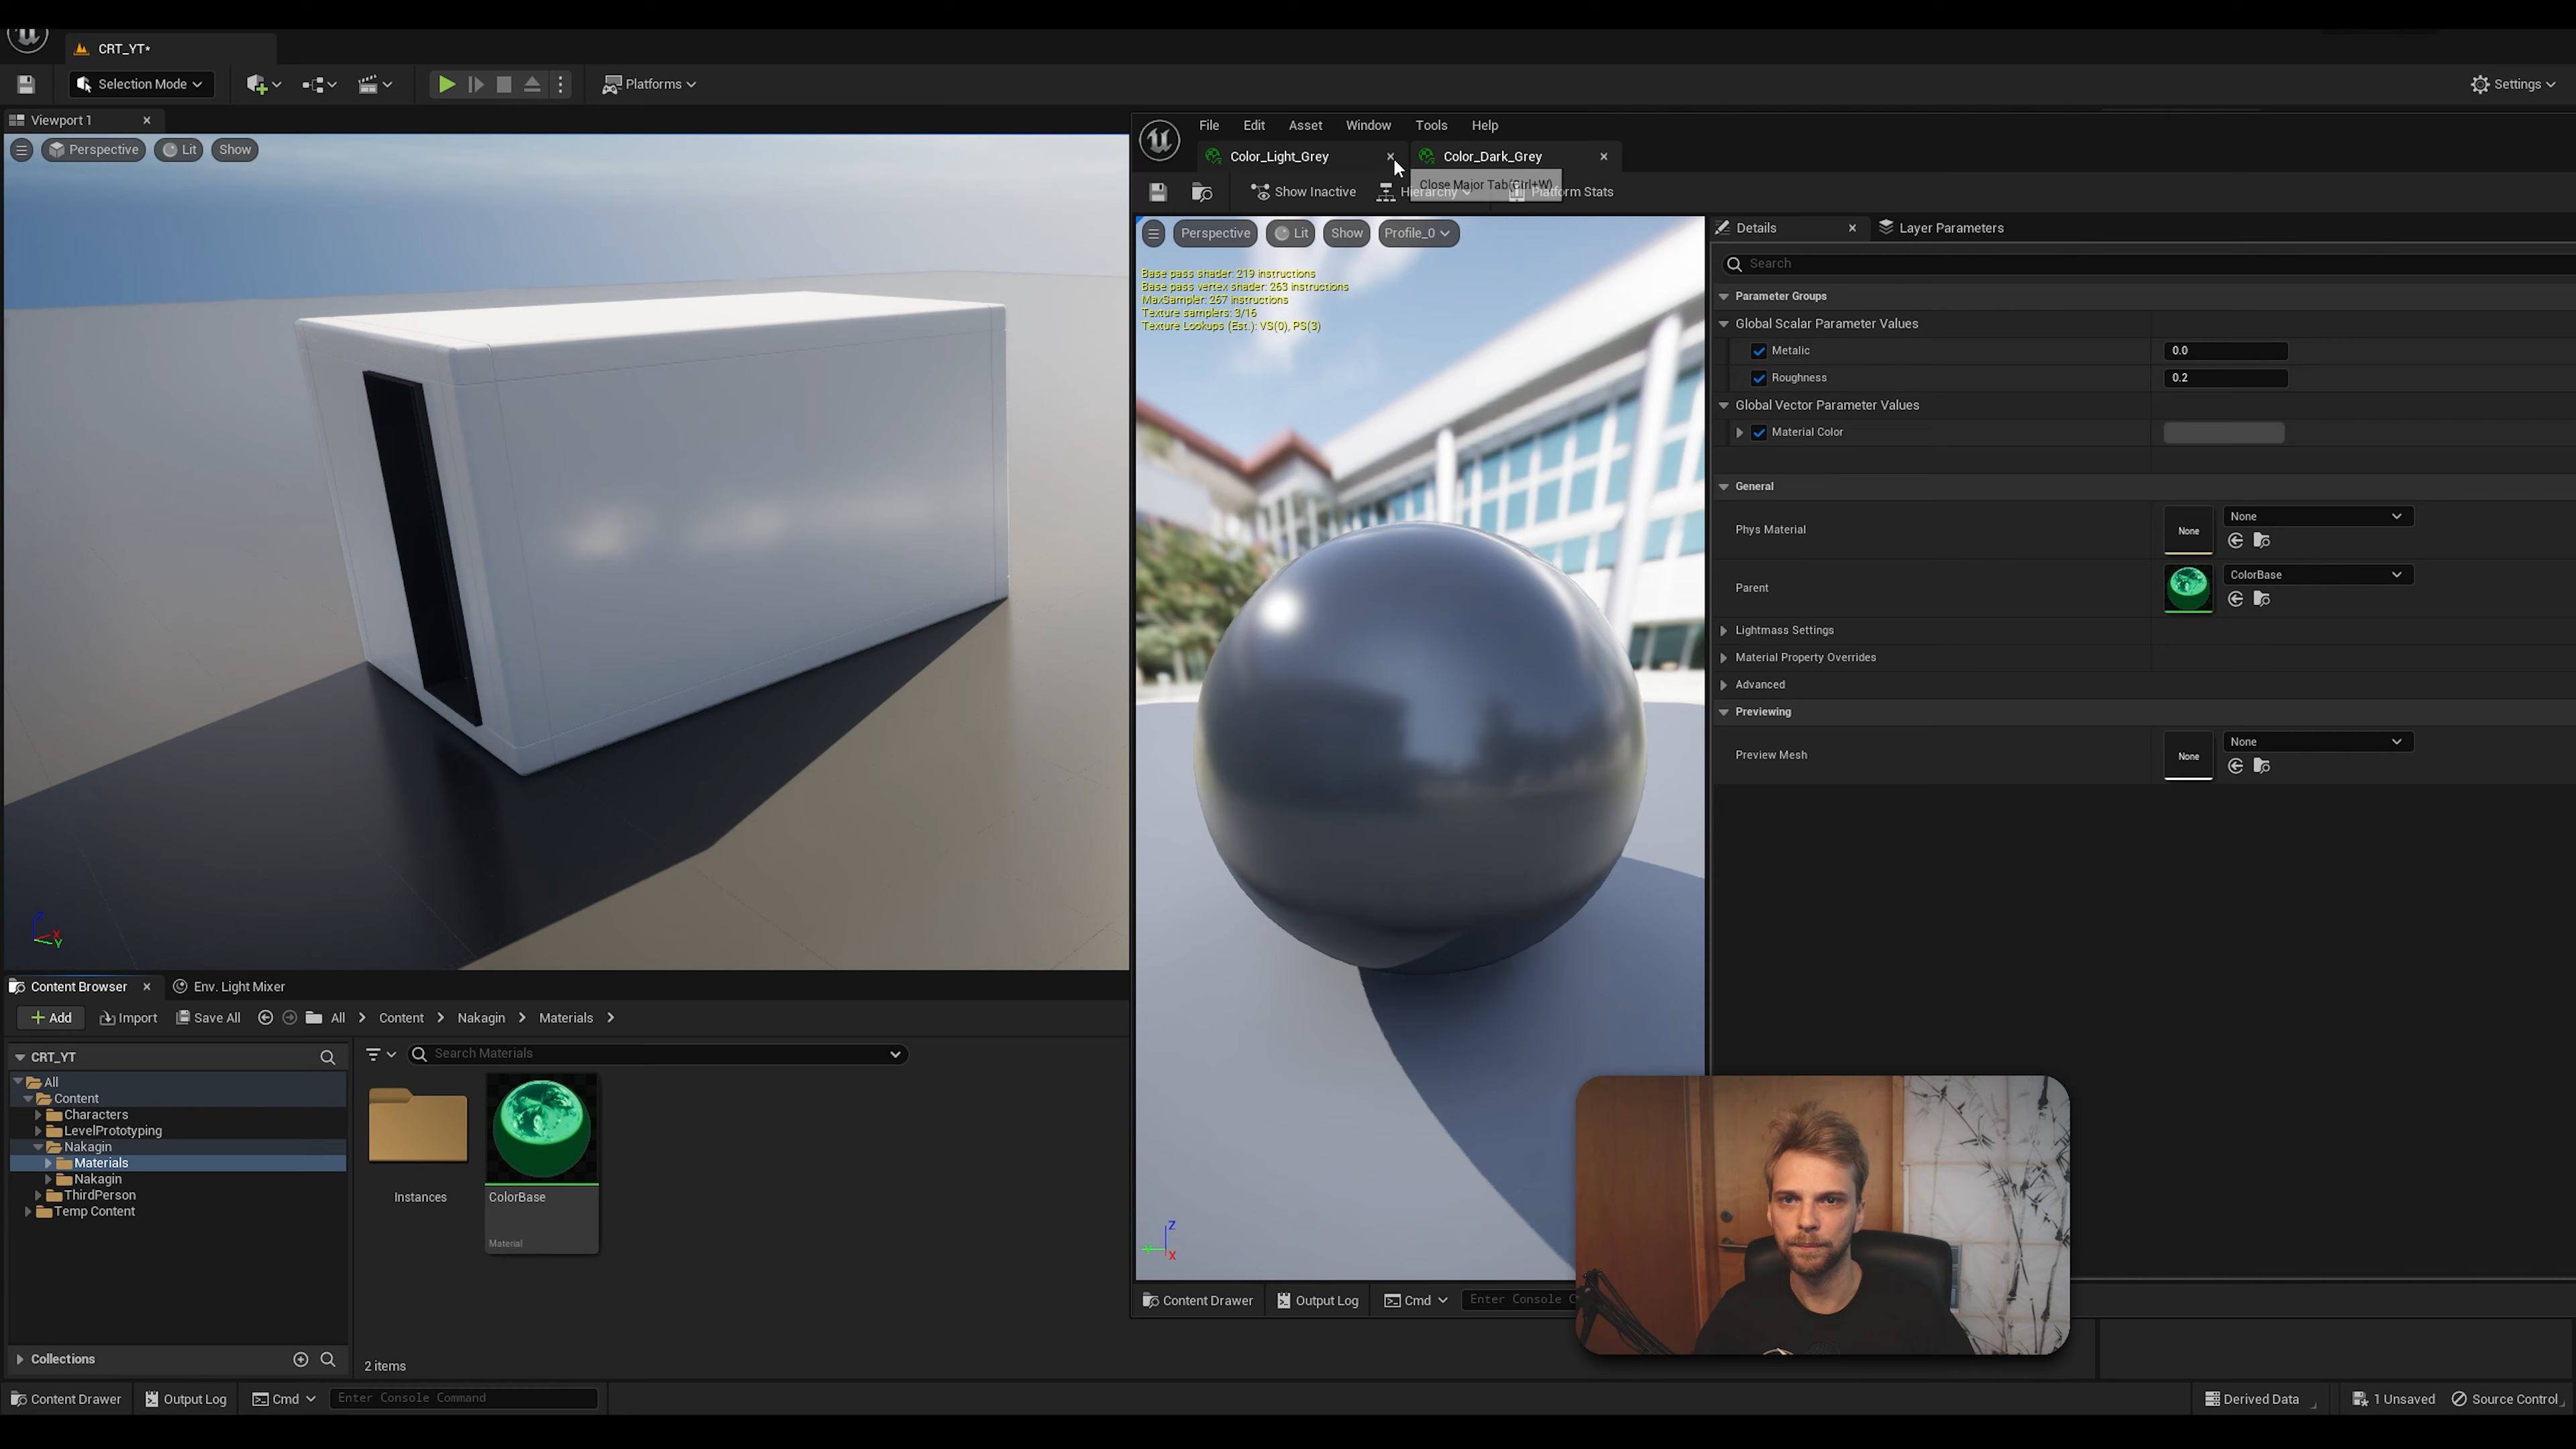 CRT_YT*
Selection Mode
Platforms
Settings
Viewport 1
Perspective
Lit
Show
File
Edit
Asset
Window
Tools
Help
Color_Light_Grey
Color_Dark_Grey
Close Major Tab(Ctrl+W)
Show Inactive
Hierarchy
Platform Stats
Perspective
Lit
Show
Profile_0
Base pass shader: 219 instructions
Base pass vertex shader: 263 instructions
MaxSampler: 267 instructions
Texture samplers: 3/16
Texture Lookups (Est.): VS(0), PS(3)
Details
Layer Parameters
Search
Parameter Groups
Global Scalar Parameter Values
Metalic
0.0
Roughness
0.2
Global Vector Parameter Values
Material Color
General
Phys Material
None
None
Parent
ColorBase
Lightmass Settings
Material Property Overrides
Advanced
Previewing
Preview Mesh
None
None
Z
X
Y
Z
X
Content Drawer
Output Log
Cmd
Enter Console C
Content Browser
Env. Light Mixer
Add
Import
Save All
All
Content
Nakagin
Materials
CRT_YT
Search Materials
All
Content
Characters
LevelPrototyping
Nakagin
Materials
Nakagin
ThirdPerson
Temp Content
Instances
ColorBase
Material
Collections
2 items
Content Drawer
Output Log
Cmd
Enter Console Command
Derived Data
1 Unsaved
Source Control